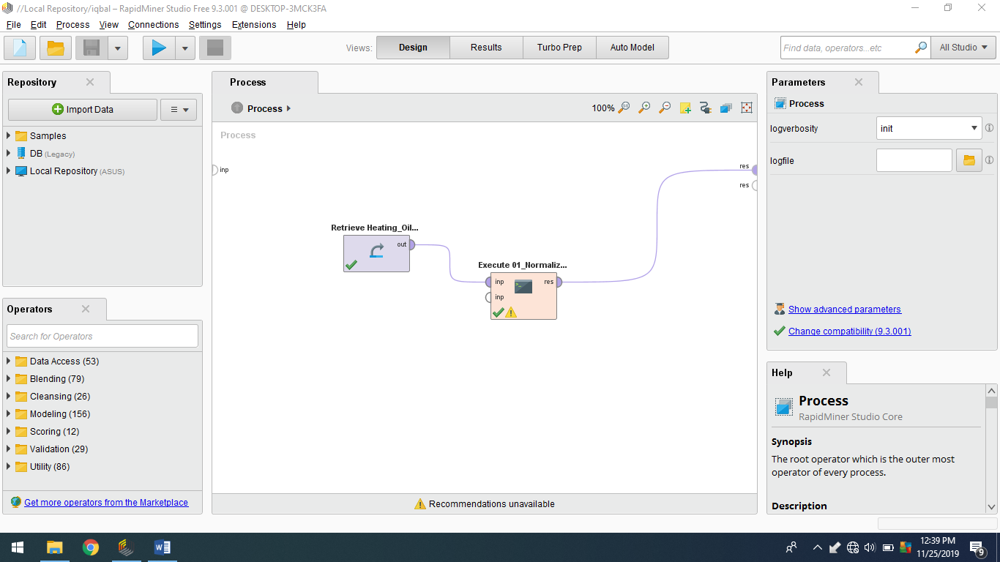 //Local Repository/iqbal – RapidMiner Studio Free 9.3.001 @ DESKTOP-3MCK3FA
File Edit Process View Connections Settings Extensions Help
Views: Design Results Turbo Prep Auto Model
Find data, operators...etc
All Studio
Repository
Import Data
Samples
DB (Legacy)
Local Repository (ASUS)
Operators
Search for Operators
Data Access (53)
Blending (79)
Cleansing (26)
Modeling (156)
Scoring (12)
Validation (29)
Utility (86)
Get more operators from the Marketplace
Process
Process
100%
Process
inp
res
res
Retrieve Heating_Oil...
out
Execute 01_Normaliz...
inp
res
inp
Recommendations unavailable
Parameters
Process
logverbosity
init
logfile
Show advanced parameters
Change compatibility (9.3.001)
Help
Process
RapidMiner Studio Core
Synopsis
The root operator which is the outer most
operator of every process.
Description
12:39 PM
11/25/2019
9